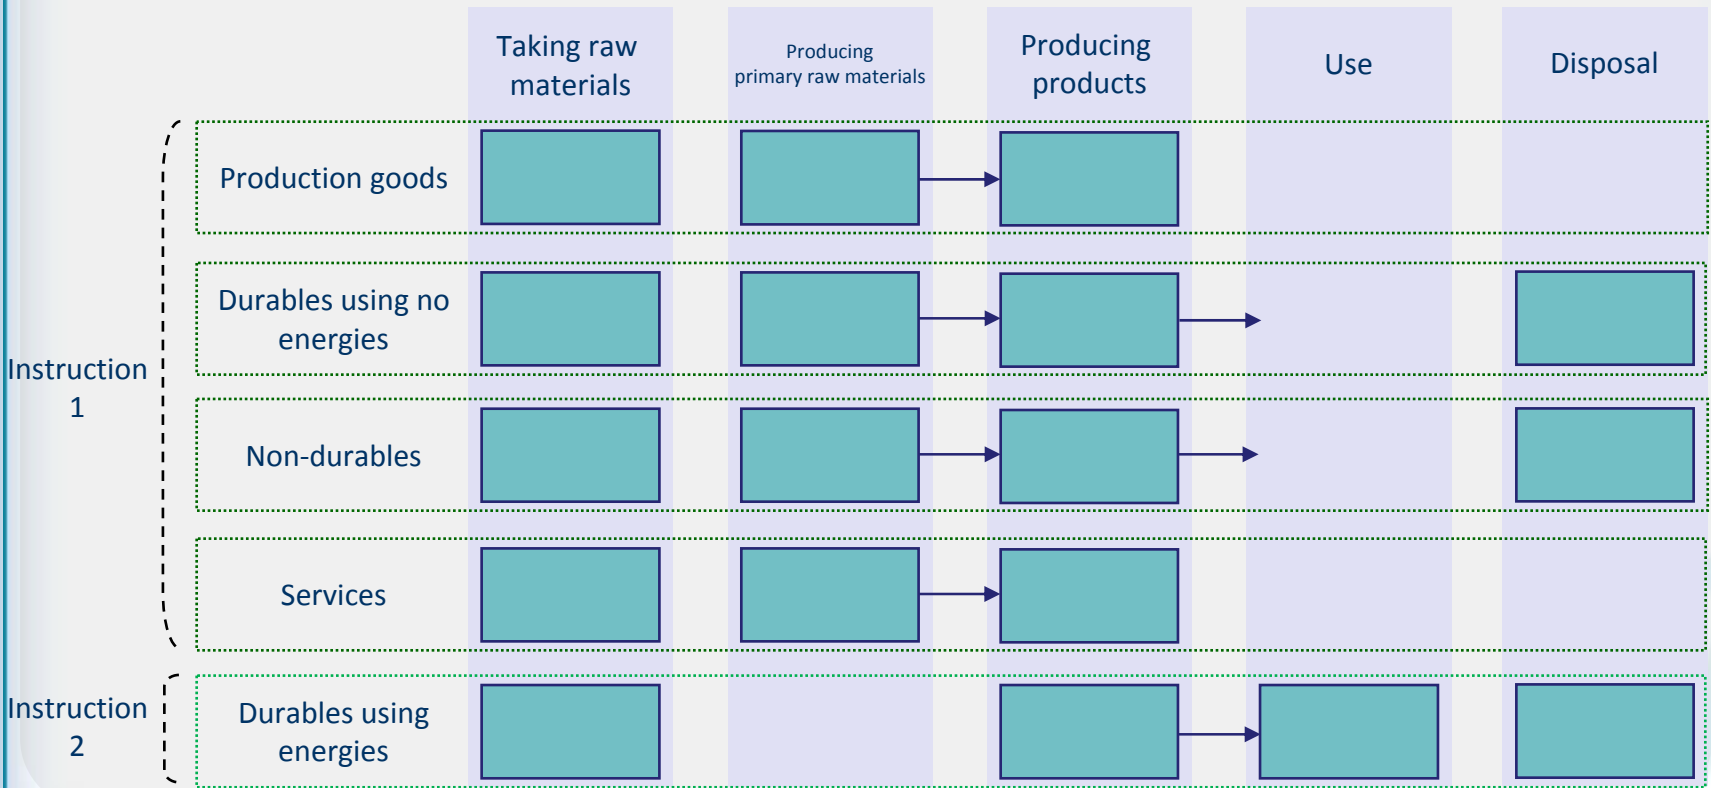 Taking raw
materials
Producing
primary raw materials
Producing
products
Use
Disposal
Instruction
1
Production goods
Durables using no
energies
Non-durables
Services
Instruction
2
Durables using
energies